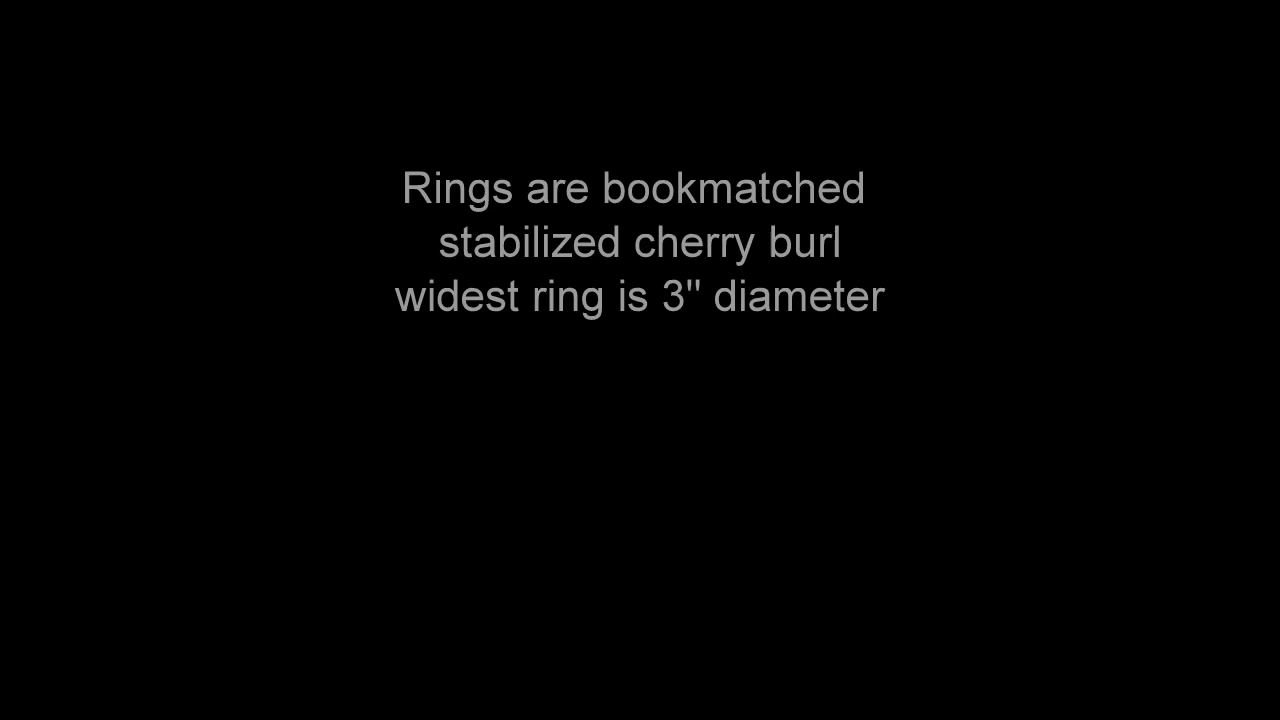 Rings are bookmatched
stabilized cherry burl
widest ring is 3" diameter